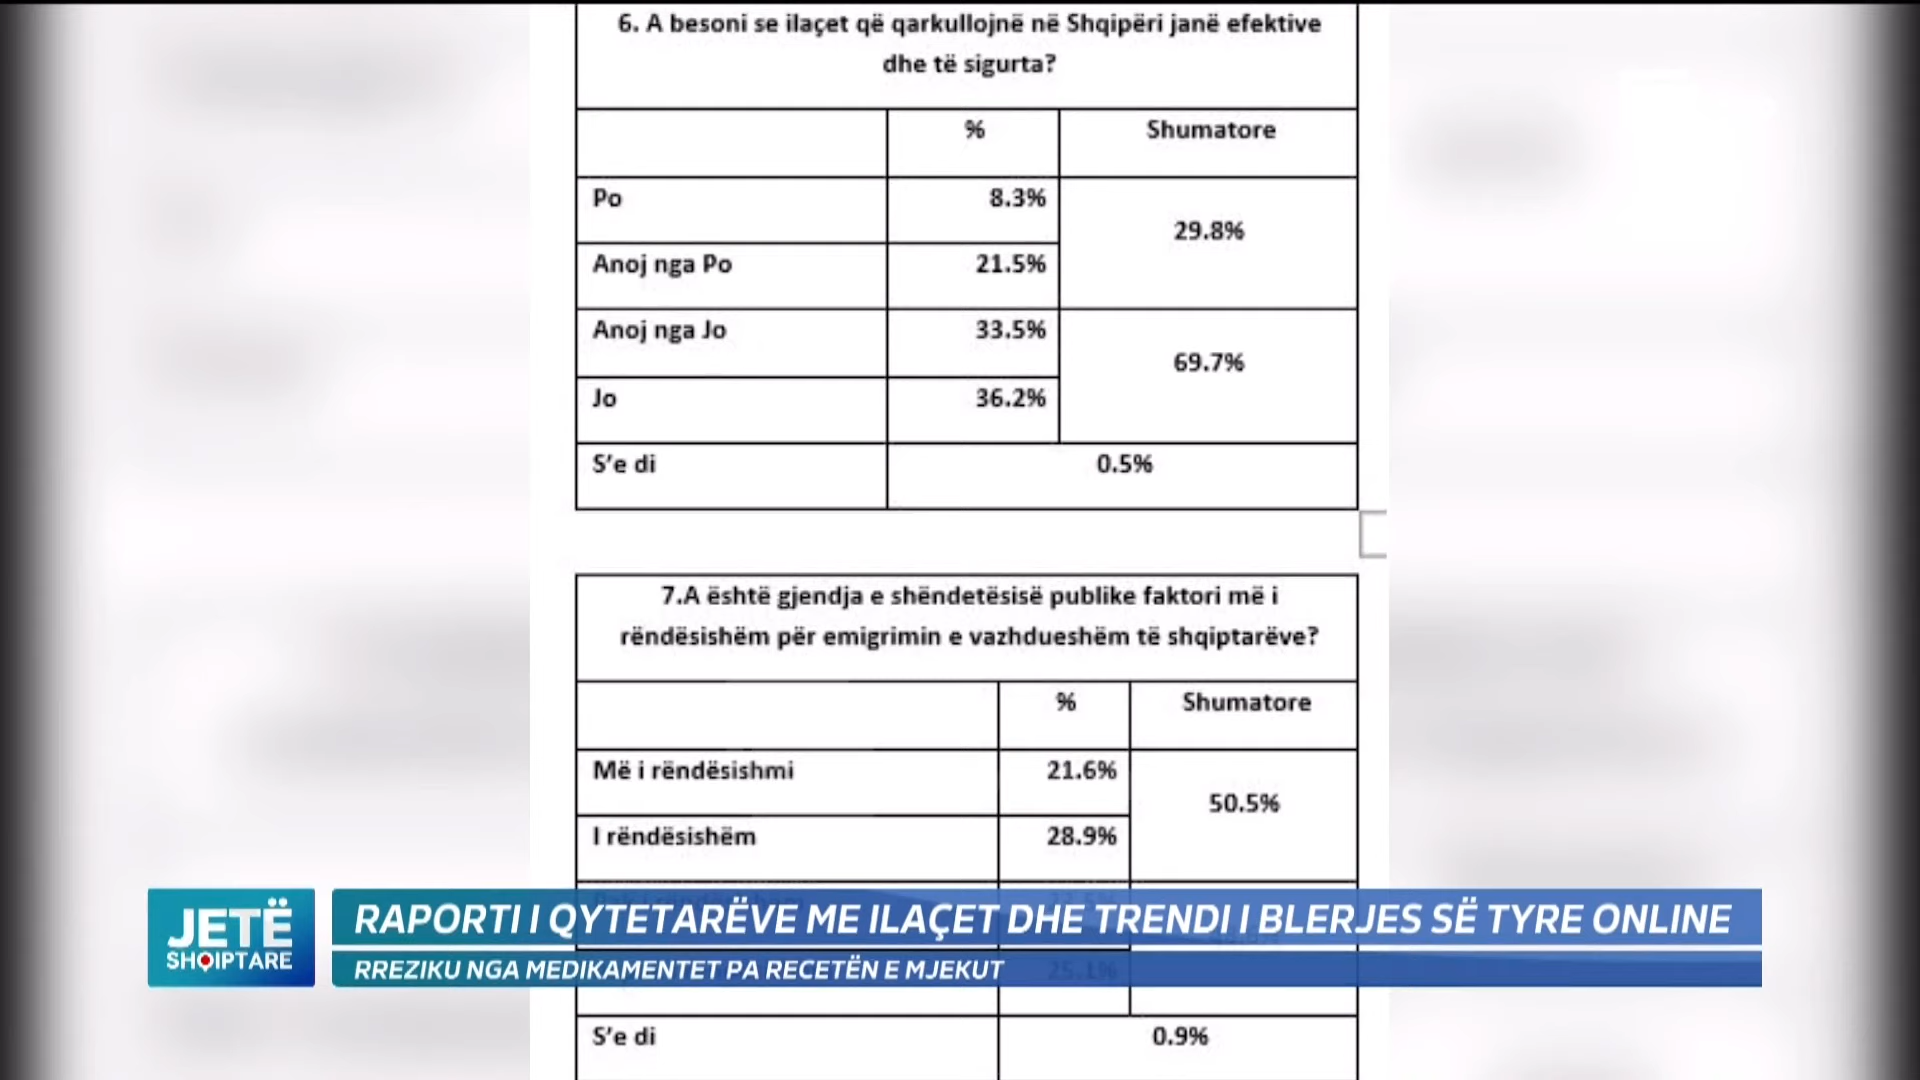 6. A besoni se ilaçet që qarkullojnë në Shqipëri janë efektive
dhe të sigurta?
% Shumatore
Po 8.3%
29.8%
Anoj nga Po 21.5%
Anoj nga Jo 33.5%
69.7%
Jo 36.2%
S'e di 0.5%
7.A është gjendja e shëndetësisë publike faktori më i
rëndësishëm për emigrimin e vazhdueshëm të shqiptarëve?
% Shumatore
Më i rëndësishmi 21.6%
50.5%
I rëndësishëm 28.9%
JETË
SHQIPTARE
RAPORTI I QYTETARËVE ME ILAÇET DHE TRENDI I BLERJES SË TYRE ONLINE
RREZIKU NGA MEDIKAMENTET PA RECETËN E MJEKUT
25.1%
S'e di 0.9%